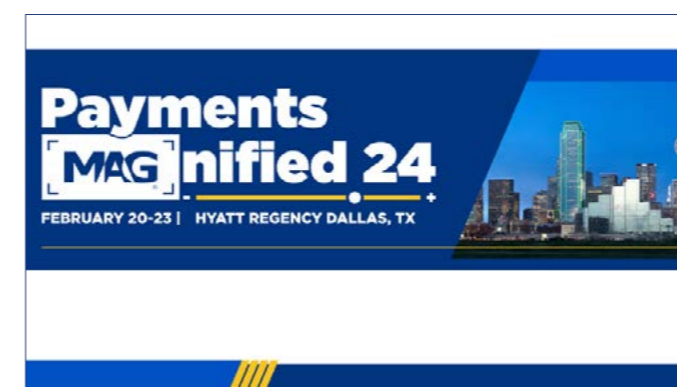 Payments
MAGnified 24
- +
FEBRUARY 20-23 | HYATT REGENCY DALLAS, TX